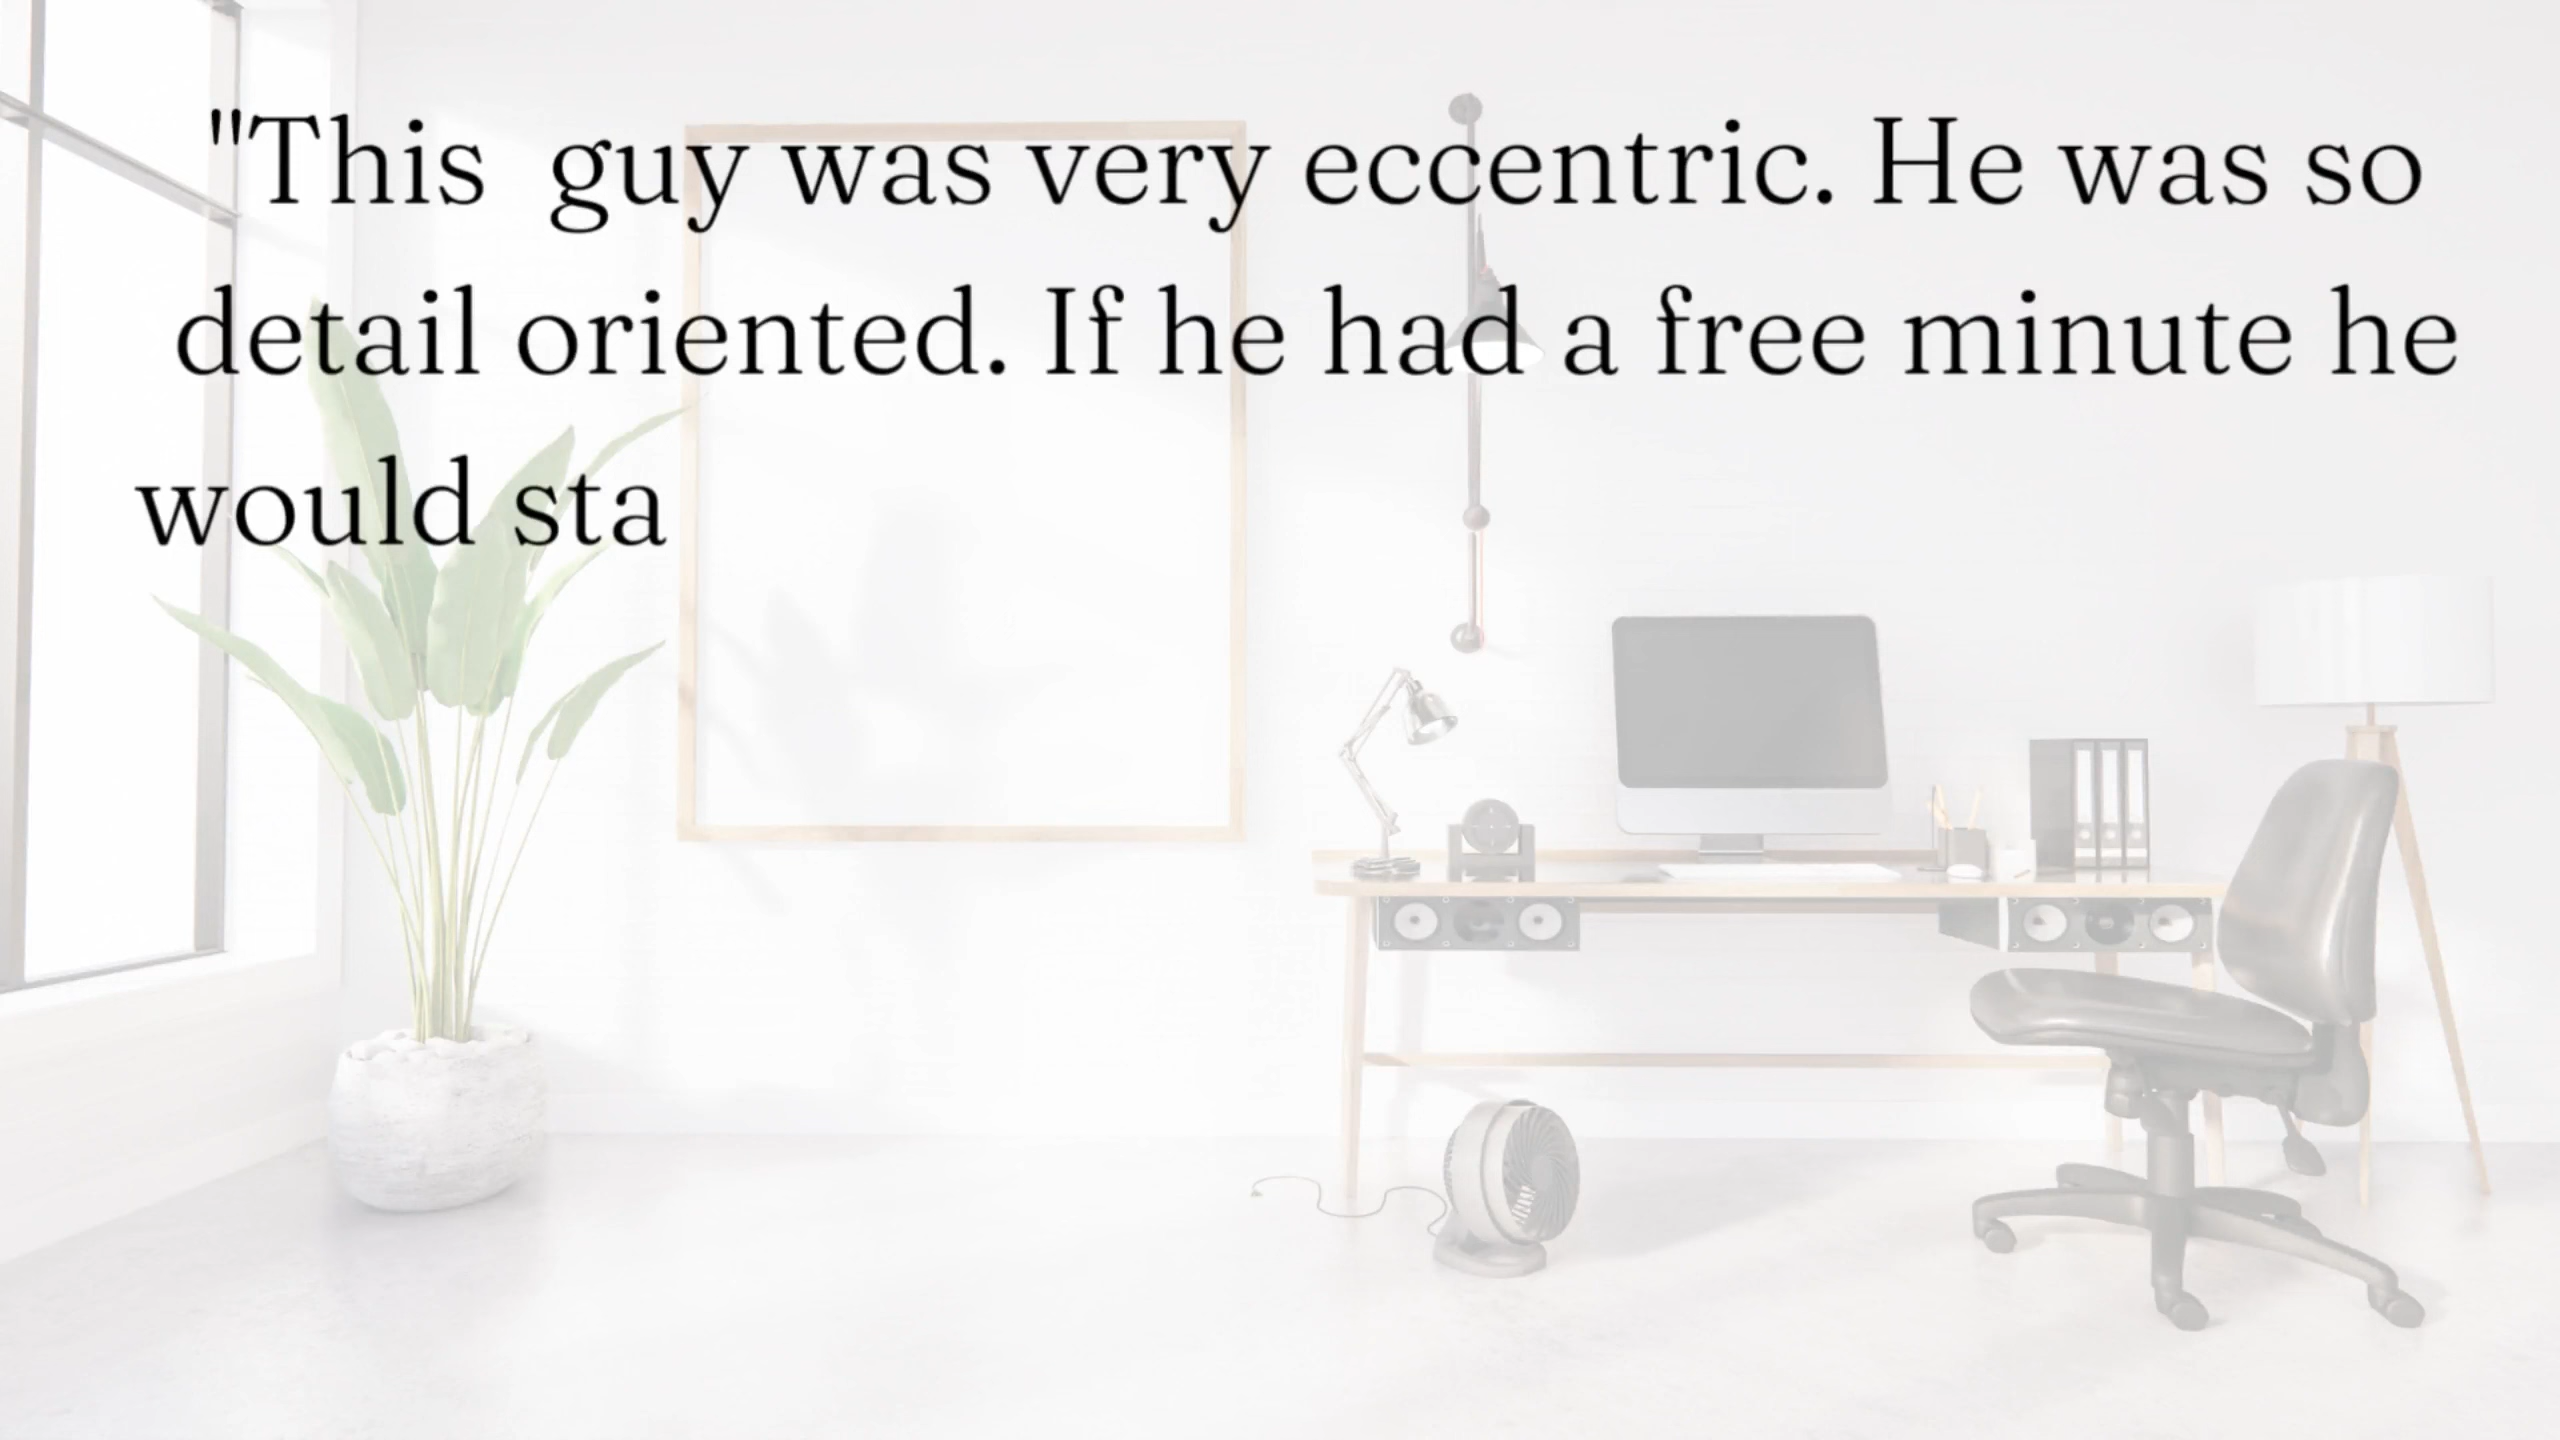 "This  guy was very eccentric. He was so
detail oriented. If he had a free minute he
would sta